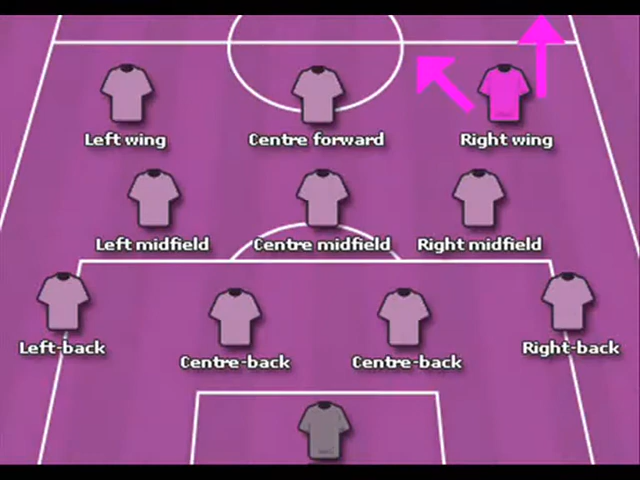 Left wing
Centre forward
Right wing
Left midfield
Centre midfield
Right midfield
Left-back
Centre-back
Centre-back
Right-back